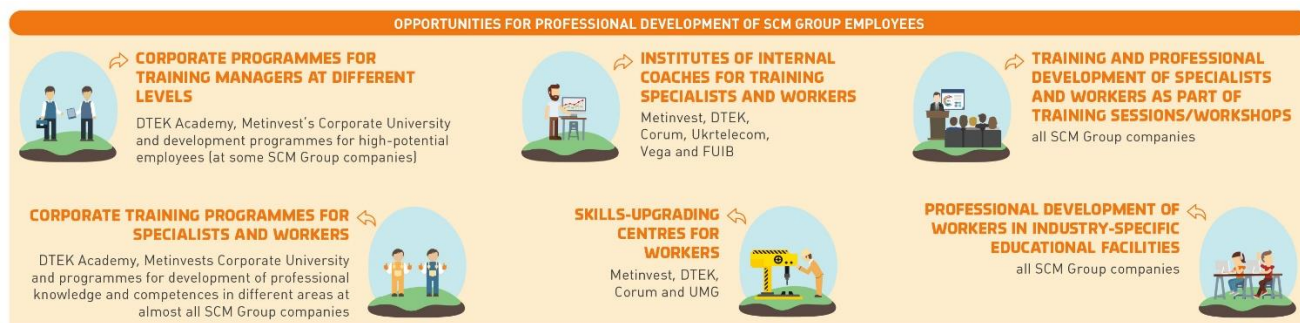 OPPORTUNITIES FOR PROFESSIONAL DEVELOPMENT OF SCM GROUP EMPLOYEES
CORPORATE PROGRAMMES FOR
TRAINING MANAGERS AT DIFFERENT
LEVELS
DTEK Academy, Metinvest's Corporate University
and development programmes for high-potential
employees (at some SCM Group companies)
INSTITUTES OF INTERNAL
COACHES FOR TRAINING
SPECIALISTS AND WORKERS
Metinvest, DTEK,
Corum, Ukrtelecom,
Vega and FUIB
TRAINING AND PROFESSIONAL
DEVELOPMENT OF SPECIALISTS
AND WORKERS AS PART OF
TRAINING SESSIONS/WORKSHOPS
all SCM Group companies
CORPORATE TRAINING PROGRAMMES FOR
SPECIALISTS AND WORKERS
DTEK Academy, Metinvests Corporate University
and programmes for development of professional
knowledge and competences in different areas at
almost all SCM Group companies
SKILLS-UPGRADING
CENTRES FOR
WORKERS
Metinvest, DTEK,
Corum and UMG
PROFESSIONAL DEVELOPMENT OF
WORKERS IN INDUSTRY-SPECIFIC
EDUCATIONAL FACILITIES
all SCM Group companies